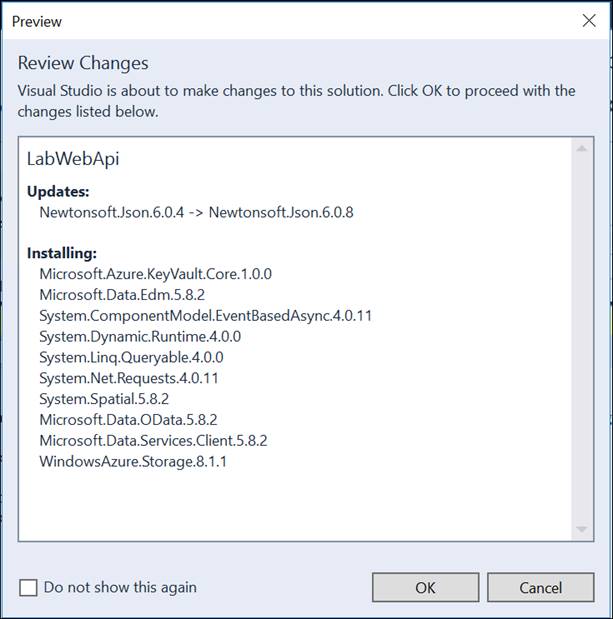 Preview
Review Changes
Visual Studio is about to make changes to this solution. Click OK to proceed with the
changes listed below.
LabWebApi
Updates:
Newtonsoft.Json.6.0.4 -> Newtonsoft.Json.6.0.8
Installing:
Microsoft.Azure.KeyVault.Core.1.0.0
Microsoft.Data.Edm.5.8.2
System.ComponentModel.EventBasedAsync.4.0.11
System.Dynamic.Runtime.4.0.0
System.Linq.Queryable.4.0.0
System.Net.Requests.4.0.11
System.Spatial.5.8.2
Microsoft.Data.OData.5.8.2
Microsoft.Data.Services.Client.5.8.2
WindowsAzure.Storage.8.1.1
Do not show this again
OK
Cancel